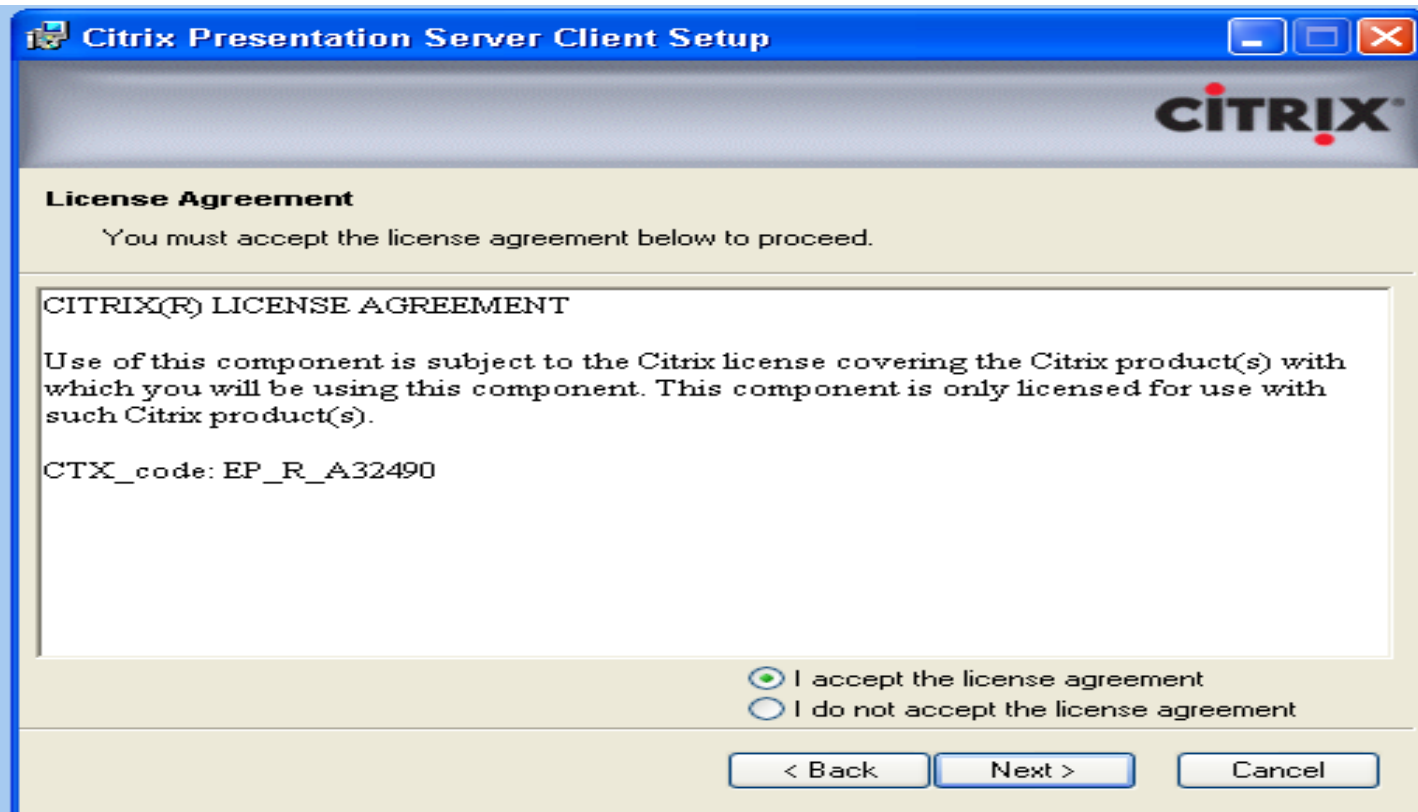 Citrix Presentation Server Client Setup
CITRIX
License Agreement
You must accept the license agreement below to proceed.
CITRIX(R) LICENSE AGREEMENT
Use of this component is subject to the Citrix license covering the Citrix product(s) with
which you will be using this component. This component is only licensed for use with
such Citrix product(s).
CTX_code: EP_R_A32490
I accept the license agreement
I do not accept the license agreement
< Back Next > Cancel